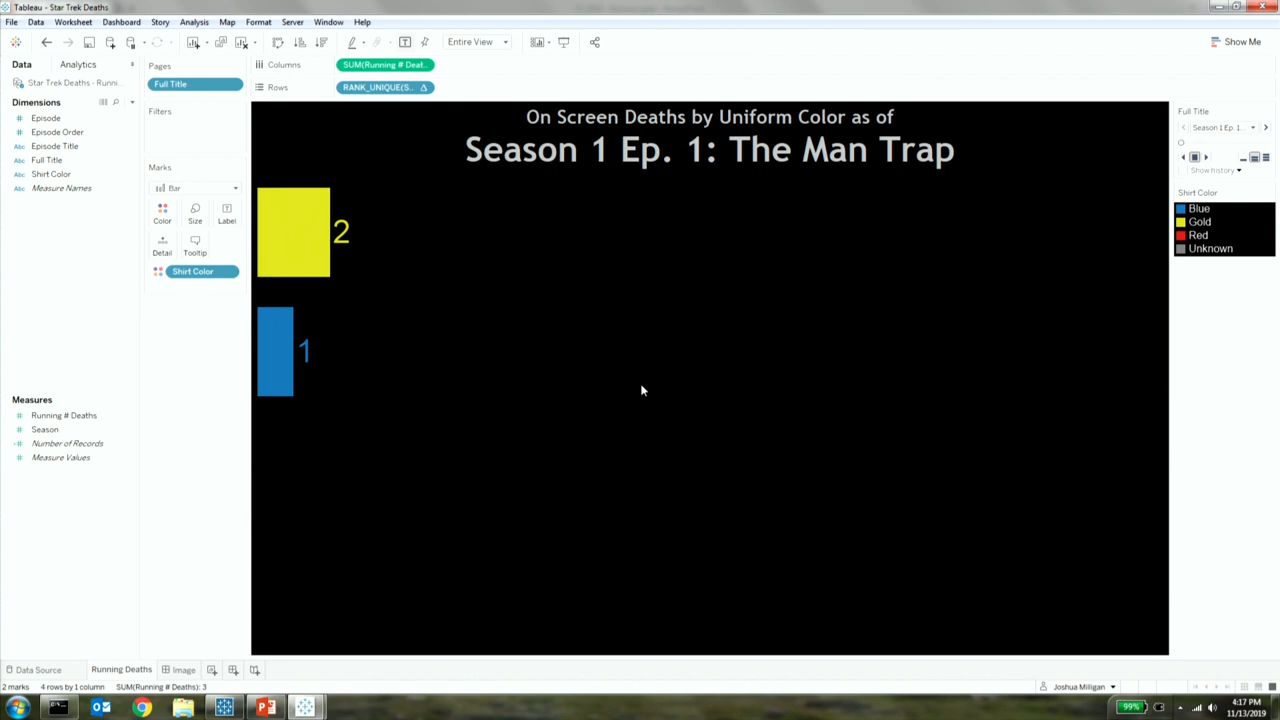 Tableau - Star Trek Deaths
File Data Worksheet Dashboard Story Analysis Map Format Server Window Help
Entire View
Show Me
Data Analytics
Star Trek Deaths - Runni...
Dimensions
Episode
Episode Order
Abc Episode Title
Abc Full Title
Abc Shirt Color
Abc Measure Names
Measures
Running # Deaths
Season
Number of Records
Measure Values
Pages
Full Title
Filters
Marks
Bar
Color Size Label
Detail Tooltip
Shirt Color
Columns SUM(Running # Deat..
Rows RANK_UNIQUE(S..
On Screen Deaths by Uniform Color as of
Season 1 Ep. 1: The Man Trap
2
1
Full Title
Season 1 Ep. 1...
Show history
Shirt Color
Blue
Gold
Red
Unknown
Data Source Running Deaths Image
2 marks 4 rows by 1 column SUM(Running # Deaths): 3
Joshua Milligan
99%
4:17 PM
11/13/2019